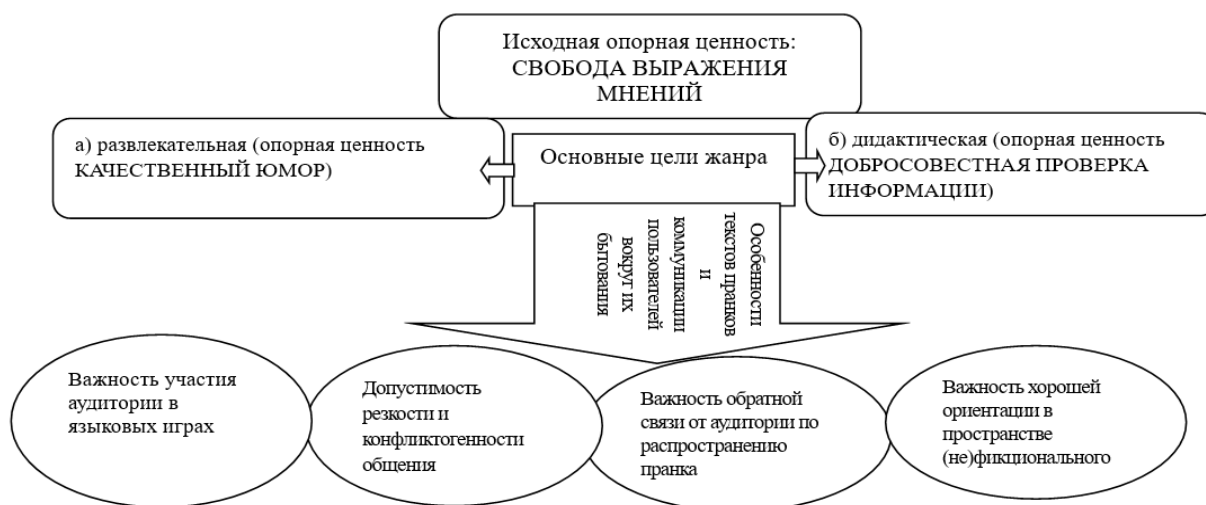 Исходная опорная ценность:
СВОБОДА ВЫРАЖЕНИЯ
МНЕНИЙ
а) развлекательная (опорная ценность
КАЧЕСТВЕННЫЙ ЮМОР)
Основные цели жанра
б) дидактическая (опорная ценность
ДОБРОСОВЕСТНАЯ ПРОВЕРКА
ИНФОРМАЦИИ)
Особенности
текстов пранков
и
коммуникации
пользователей
вокруг их
бытования
Важность участия
аудитории в
языковых играх
Допустимость
резкости и
конфликтогенности
общения
Важность обратной
связи от аудитории по
распространению
пранка
Важность хорошей
ориентации в
пространстве
(не)фикционального